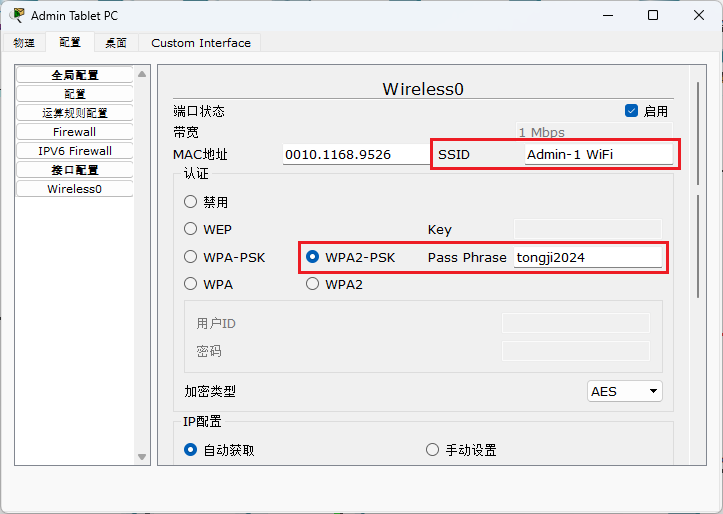 Admin Tablet PC
物理 配置 桌面 Custom Interface
全局配置
配置
运算规则配置
Firewall
IPV6 Firewall
接口配置
Wireless0
Wireless0
端口状态 启用
带宽 1 Mbps
MAC地址 0010.1168.9526 SSID Admin-1 WiFi
认证
禁用
WEP Key
WPA-PSK WPA2-PSK Pass Phrase tongji2024
WPA WPA2
用户ID
密码
加密类型 AES
IP配置
自动获取 手动设置